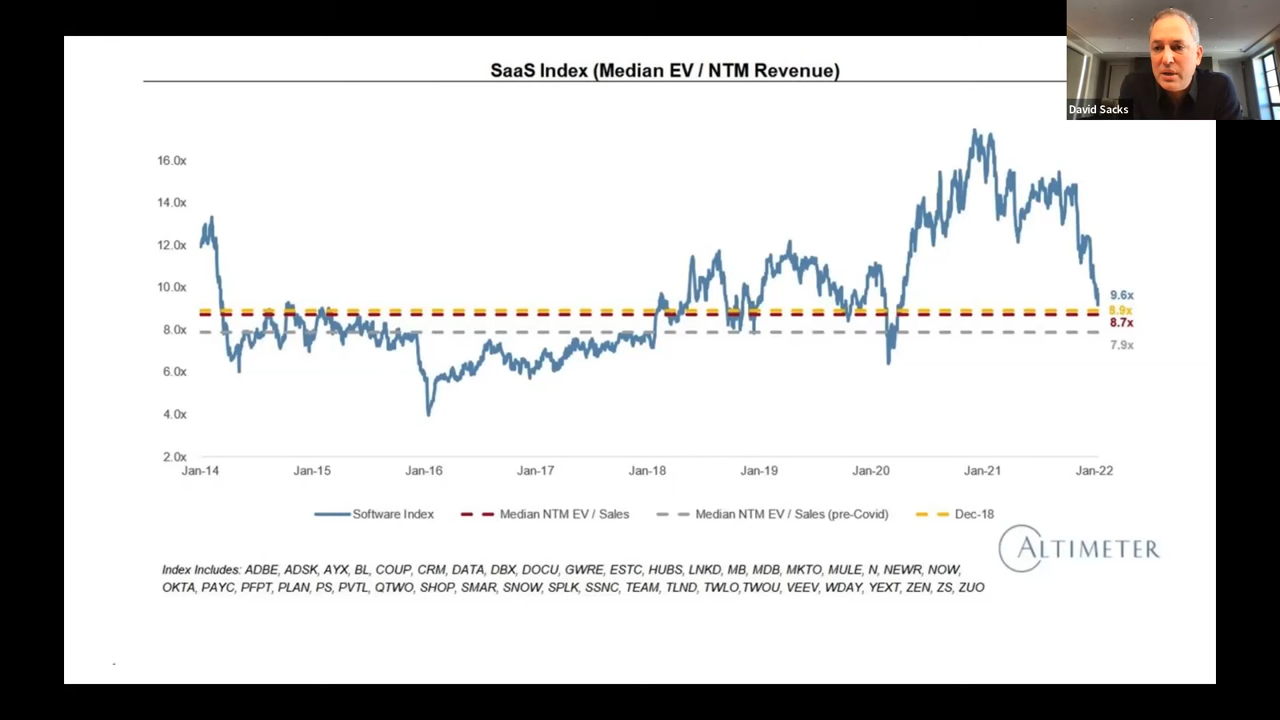 SaaS Index (Median EV / NTM Revenue)
David Sacks
16.0x
14.0x
12.0x
10.0x
8.0x
6.0x
4.0x
2.0x
9.6x
8.9x
8.7x
7.9x
Jan-14 Jan-15 Jan-16 Jan-17 Jan-18 Jan-19 Jan-20 Jan-21 Jan-22
Software Index Median NTM EV / Sales Median NTM EV / Sales (pre-Covid) Dec-18
ALTIMETER
Index Includes: ADBE, ADSK, AYX, BL, COUP, CRM, DATA, DBX, DOCU, GWRE, ESTC, HUBS, LNKD, MB, MDB, MKTO, MULE, N, NEWR, NOW,
OKTA, PAYC, PFPT, PLAN, PS, PVTL, QTWO, SHOP, SMAR, SNOW, SPLK, SSNC, TEAM, TLND, TWLO,TWOU, VEEV, WDAY, YEXT, ZEN, ZS, ZUO